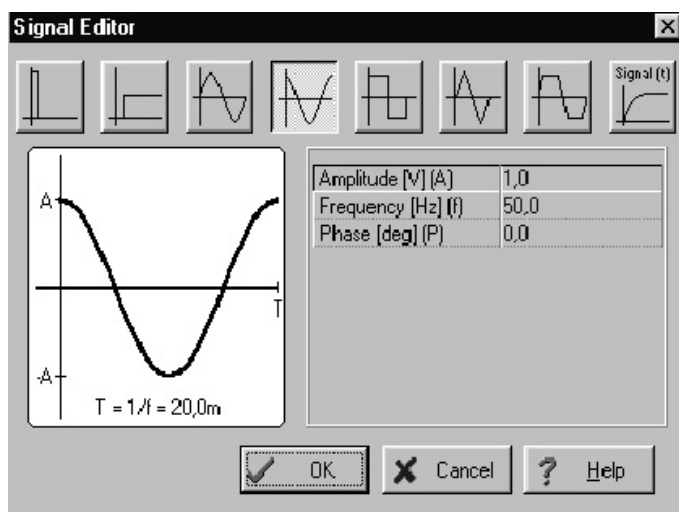 Signal Editor
Signal (t)
A
T
-A
T = 1/f = 20,0m
Amplitude [V] (A) 1,0
Frequency [Hz] (f) 50,0
Phase [deg] (P) 0,0
OK
Cancel
? Help